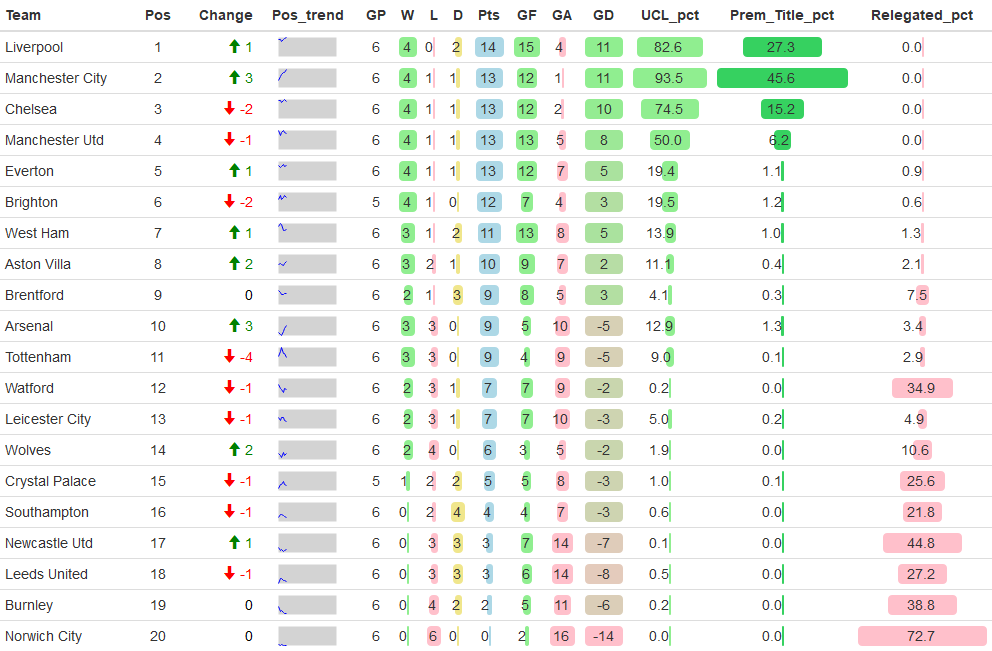 Team Pos Change Pos_trend GP W L D Pts GF GA GD UCL_pct Prem_Title_pct Relegated_pct
Liverpool 1 1 6 4 0 2 14 15 4 11 82.6 27.3 0.0
Manchester City 2 3 6 4 1 1 13 12 1 11 93.5 45.6 0.0
Chelsea 3 -2 6 4 1 1 13 12 2 10 74.5 15.2 0.0
Manchester Utd 4 -1 6 4 1 1 13 13 5 8 50.0 6.2 0.0
Everton 5 1 6 4 1 1 13 12 7 5 19.4 1.1 0.9
Brighton 6 -2 5 4 1 0 12 7 4 3 19.5 1.2 0.6
West Ham 7 1 6 3 1 2 11 13 8 5 13.9 1.0 1.3
Aston Villa 8 2 6 3 2 1 10 9 7 2 11.1 0.4 2.1
Brentford 9 0 6 2 1 3 9 8 5 3 4.1 0.3 7.5
Arsenal 10 3 6 3 3 0 9 5 10 -5 12.9 1.3 3.4
Tottenham 11 -4 6 3 3 0 9 4 9 -5 9.0 0.1 2.9
Watford 12 -1 6 2 3 1 7 7 9 -2 0.2 0.0 34.9
Leicester City 13 -1 6 2 3 1 7 7 10 -3 5.0 0.2 4.9
Wolves 14 2 6 2 4 0 6 3 5 -2 1.9 0.0 10.6
Crystal Palace 15 -1 5 1 2 2 5 5 8 -3 1.0 0.1 25.6
Southampton 16 -1 6 0 2 4 4 4 7 -3 0.6 0.0 21.8
Newcastle Utd 17 1 6 0 3 3 3 7 14 -7 0.1 0.0 44.8
Leeds United 18 -1 6 0 3 3 3 6 14 -8 0.5 0.0 27.2
Burnley 19 0 6 0 4 2 2 5 11 -6 0.2 0.0 38.8
Norwich City 20 0 6 0 6 0 0 2 16 -14 0.0 0.0 72.7